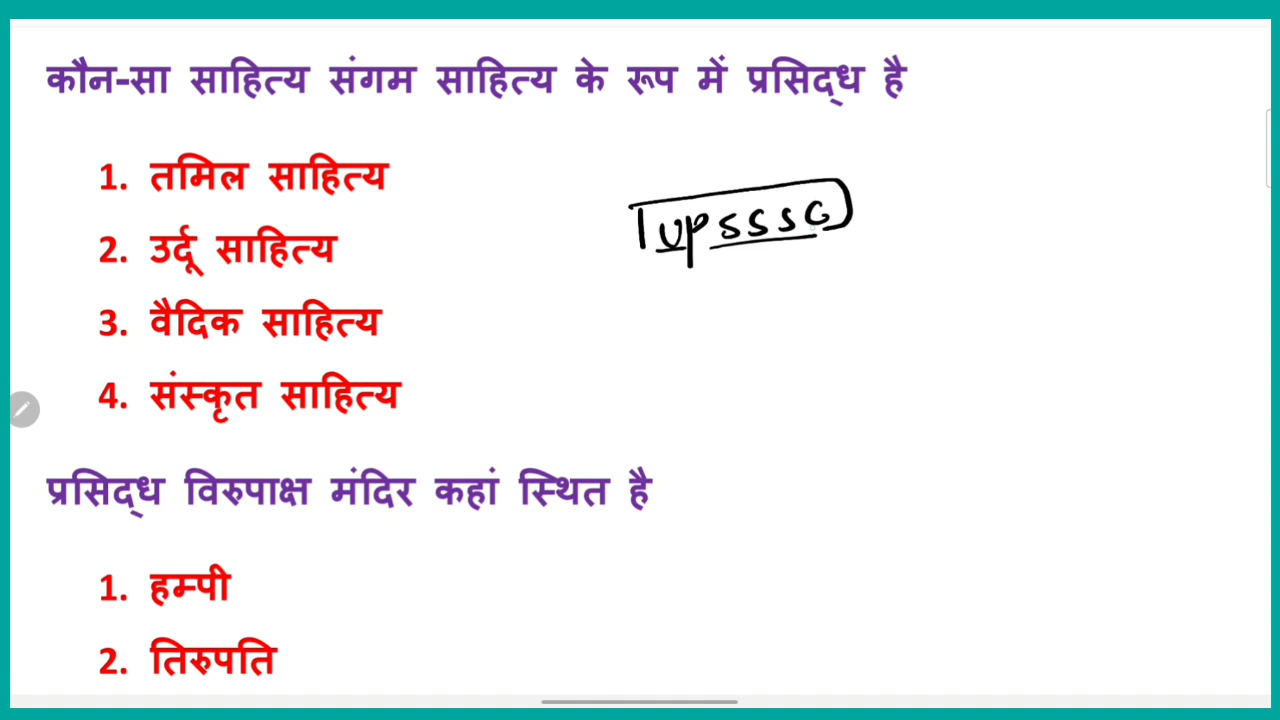 कौन-सा साहित्य संगम साहित्य के रूप में प्रसिद्ध है
1. तमिल साहित्य
upsssc
2. उर्दू साहित्य
3. वैदिक साहित्य
4. संस्कृत साहित्य
प्रसिद्ध विरुपाक्ष मंदिर कहां स्थित है
1. हम्पी
2. तिरुपति